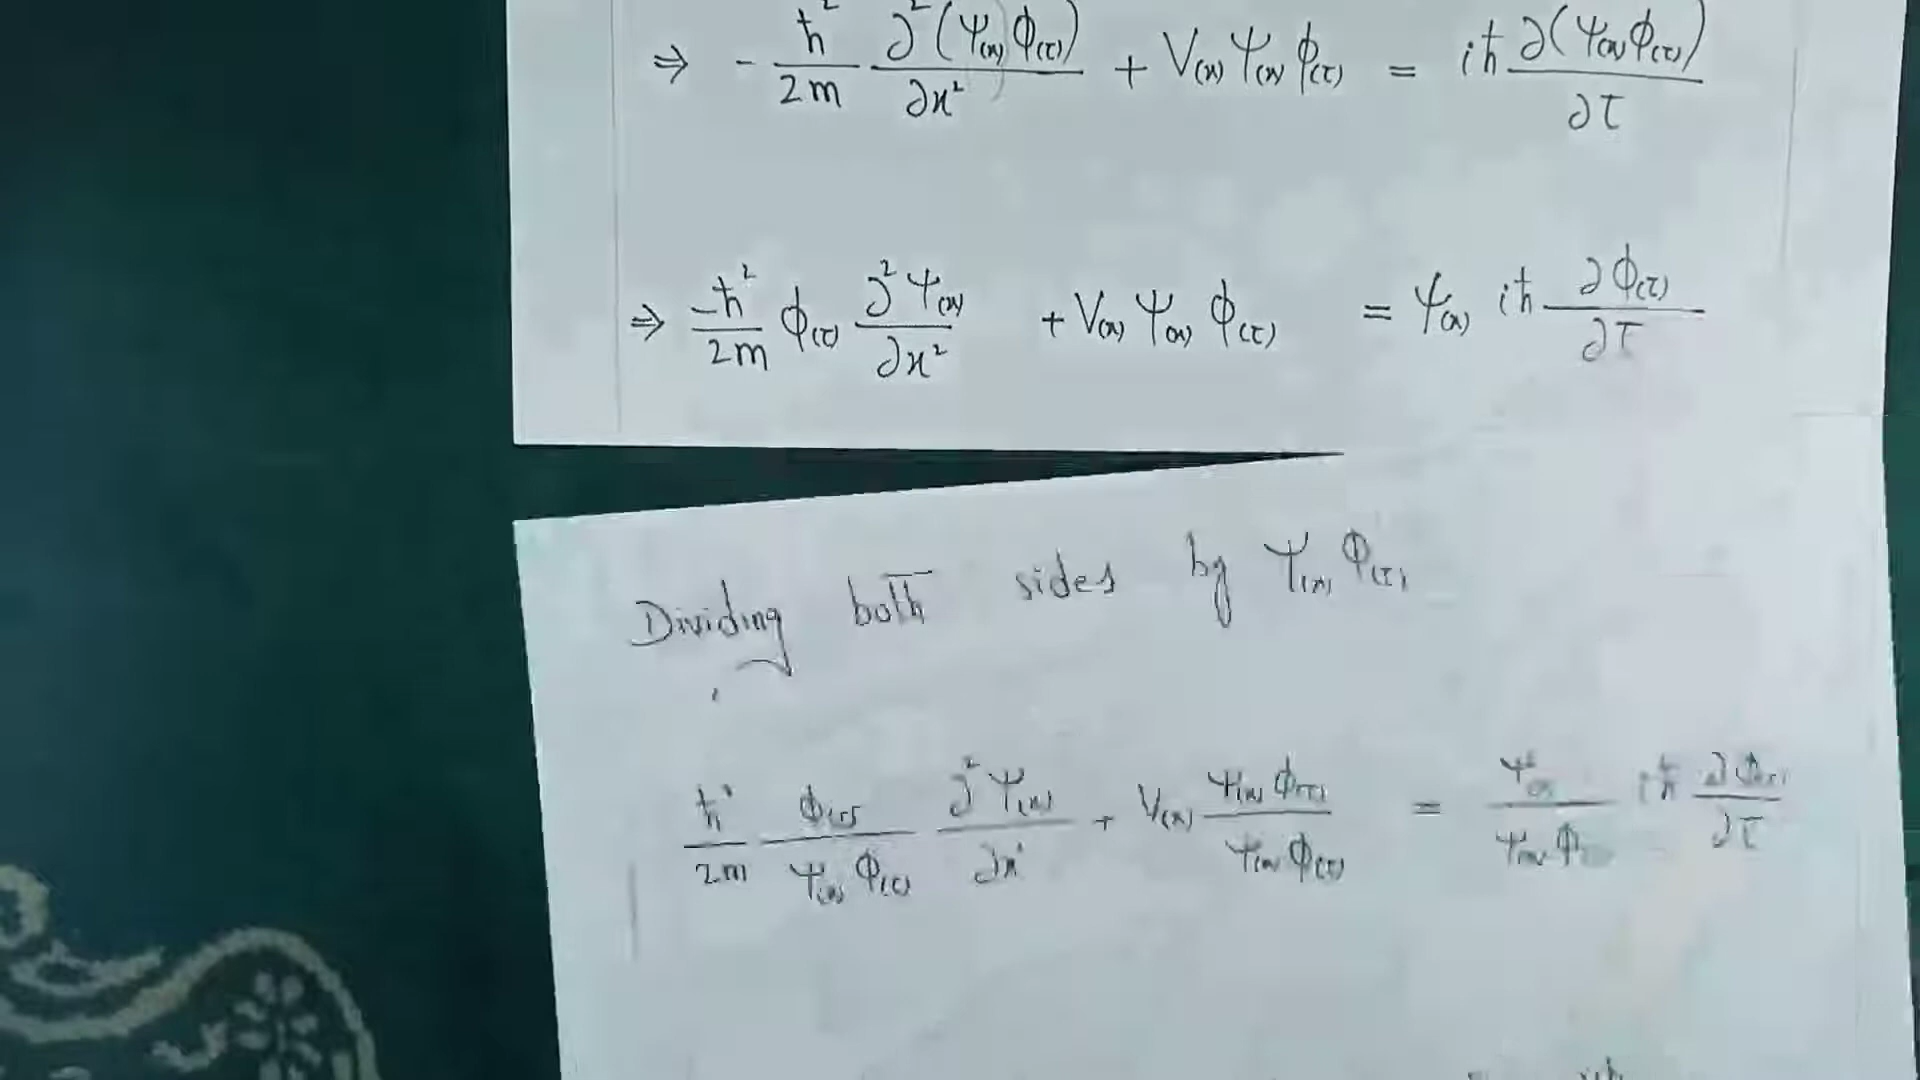 ⇒ - ħ²/2m ∂²(Ψ(x) ϕ(t))/∂x² + V(x) Ψ(x) ϕ(t) = iħ ∂(Ψ(x) ϕ(t))/∂t
⇒ -ħ²/2m ϕ(t) ∂²Ψ(x)/∂x² + V(x) Ψ(x) ϕ(t) = Ψ(x) iħ ∂ϕ(t)/∂t
Dividing both sides by Ψ(x) ϕ(t)
ħ²/2m ϕ(t)/Ψ(x) ϕ(t) ∂²Ψ(x)/∂x² + V(x) Ψ(x) ϕ(t)/Ψ(x) ϕ(t) = Ψ(x)/Ψ(x) ϕ iħ ∂ϕ(t)/∂t